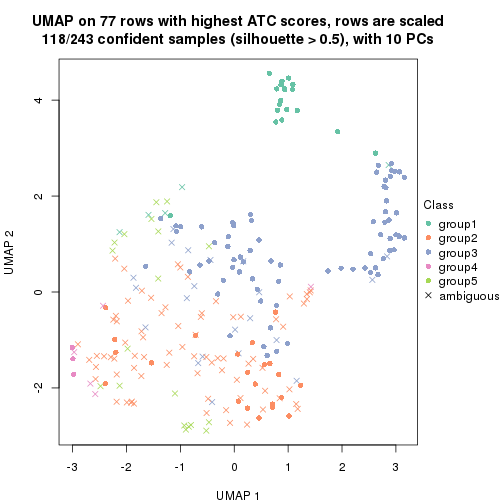 UMAP on 77 rows with highest ATC scores, rows are scaled
118/243 confident samples (silhouette > 0.5), with 10 PCs
UMAP 2
4
2
0
-2
-3
-2
-1
0
1
2
3
UMAP 1
Class
group1
group2
group3
group4
group5
ambiguous